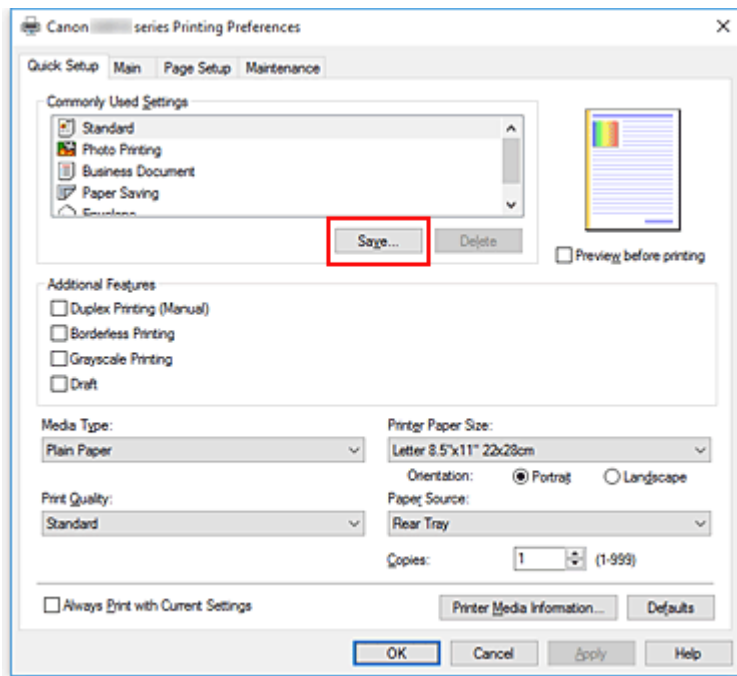 Canon series Printing Preferences
Quick Setup Main Page Setup Maintenance
Commonly Used Settings
Standard
Photo Printing
Business Document
Paper Saving
Envelope
Save... Delete
Preview before printing
Additional Features
Duplex Printing (Manual)
Borderless Printing
Grayscale Printing
Draft
Media Type: Printer Paper Size:
Plain Paper Letter 8.5"x11" 22x28cm
Orientation: Portrait Landscape
Print Quality: Paper Source:
Standard Rear Tray
Copies: 1 (1-999)
Always Print with Current Settings Printer Media Information... Defaults
OK Cancel Apply Help